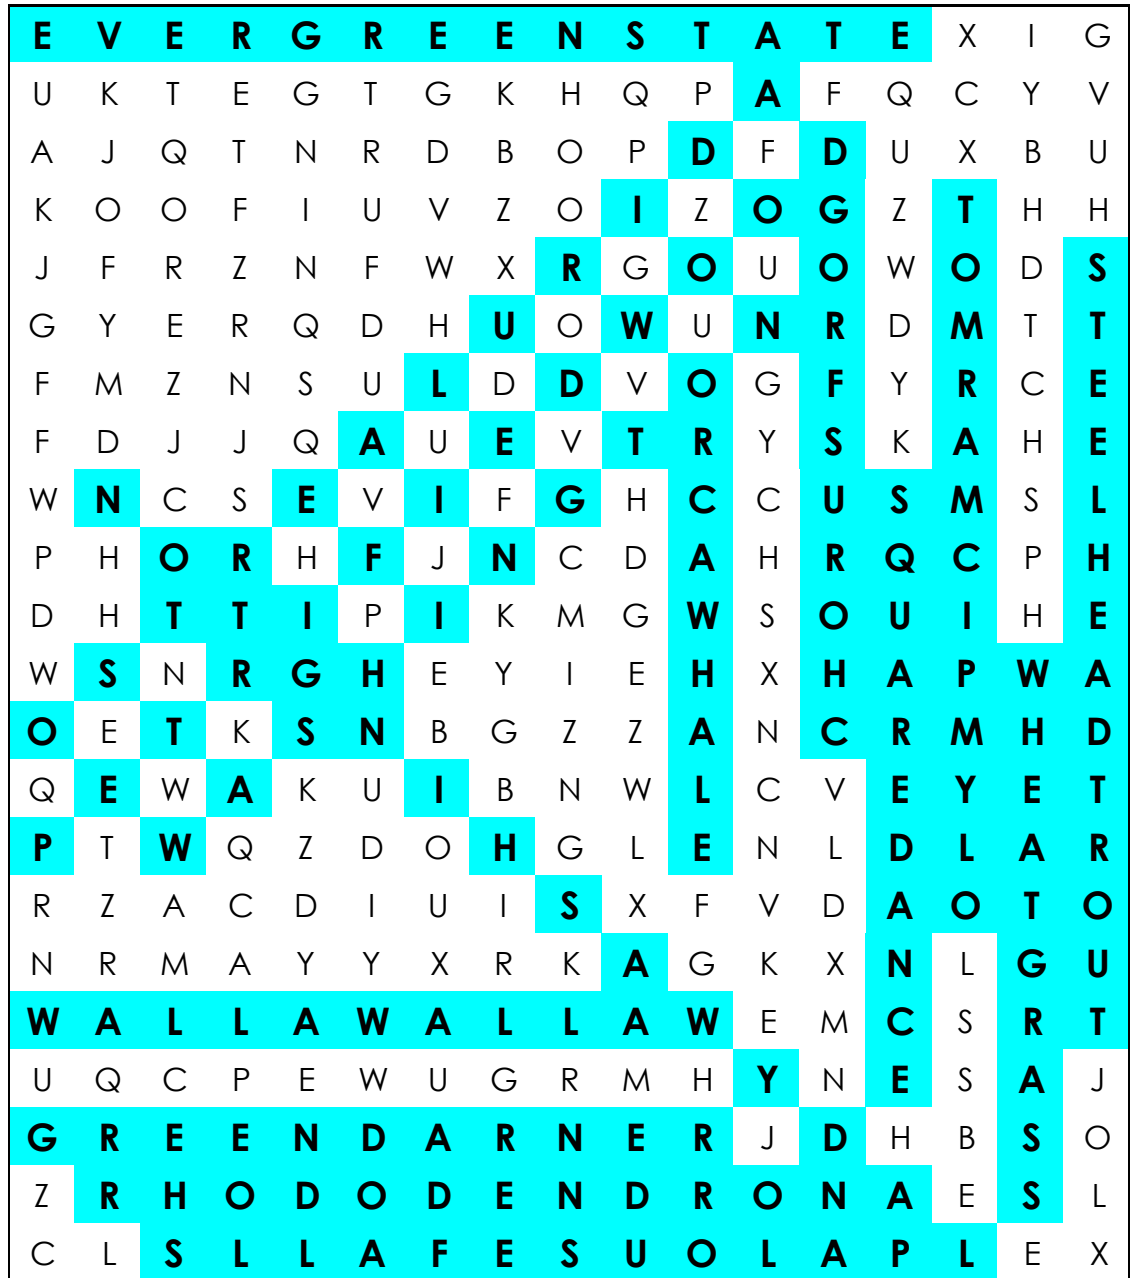 E V E R G R E E N S T A T E X I G
U K T E G T G K H Q P A F Q C Y V
A J Q T N R D B O P D F D U X B U
K O O F I U V Z O I Z O G Z T H H
J F R Z N F W X R G O U O W O D S
G Y E R Q D H U O W U N R D M T T
F M Z N S U L D D V O G F Y R C E
F D J J Q A U E V T R Y S K A H E
W N C S E V I F G H C C U S M S L
P H O R H F J N C D A H R Q C P H
D H T T I P I K M G W S O U I H E
W S N R G H E Y I E H X H A P W A
O E T K S N B G Z Z A N C R M H D
Q E W A K U I B N W L C V E Y E T
P T W Q Z D O H G L E N L D L A R
R Z A C D I U I S X F V D A O T O
N R M A Y Y X R K A G K X N L G U
W A L L A W A L L A W E M C S R T
U Q C P E W U G R M H Y N E S A J
G R E E N D A R N E R J D H B S O
Z R H O D O D E N D R O N A E S L
C L S L L A F E S U O L A P L E X